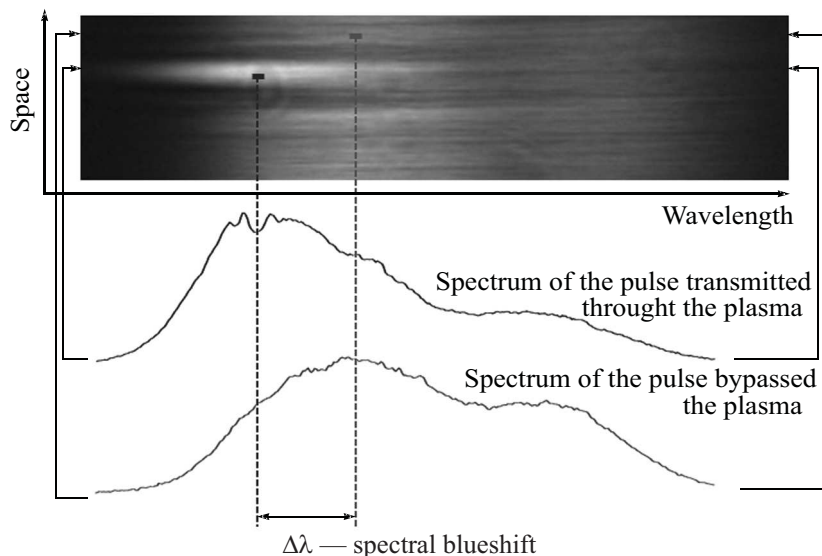 Space
Wavelength
Spectrum of the pulse transmitted
throught the plasma
Spectrum of the pulse bypassed
the plasma
Δλ — spectral blueshift